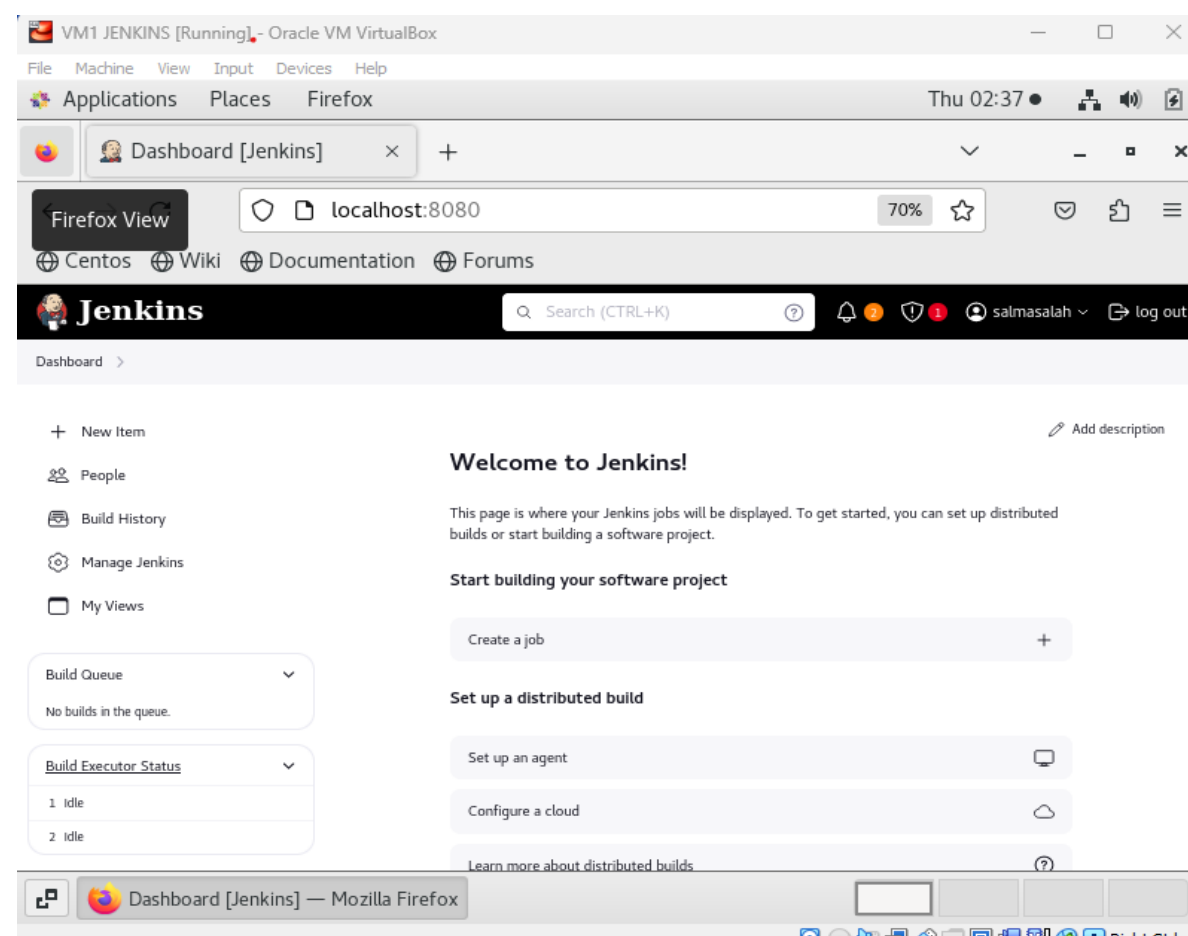 VM1 JENKINS [Running] - Oracle VM VirtualBox
File Machine View Input Devices Help
Applications Places Firefox Thu 02:37
Dashboard [Jenkins]
Firefox View localhost:8080 70%
Centos Wiki Documentation Forums
Jenkins Search (CTRL+K) 2 1 salmasalah log out
Dashboard
New Item Add description
People
Build History
Manage Jenkins
My Views
Welcome to Jenkins!
This page is where your Jenkins jobs will be displayed. To get started, you can set up distributed
builds or start building a software project.
Start building your software project
Create a job
Build Queue
No builds in the queue.
Set up a distributed build
Build Executor Status
1 Idle
2 Idle
Set up an agent
Configure a cloud
Learn more about distributed builds
Dashboard [Jenkins] — Mozilla Firefox